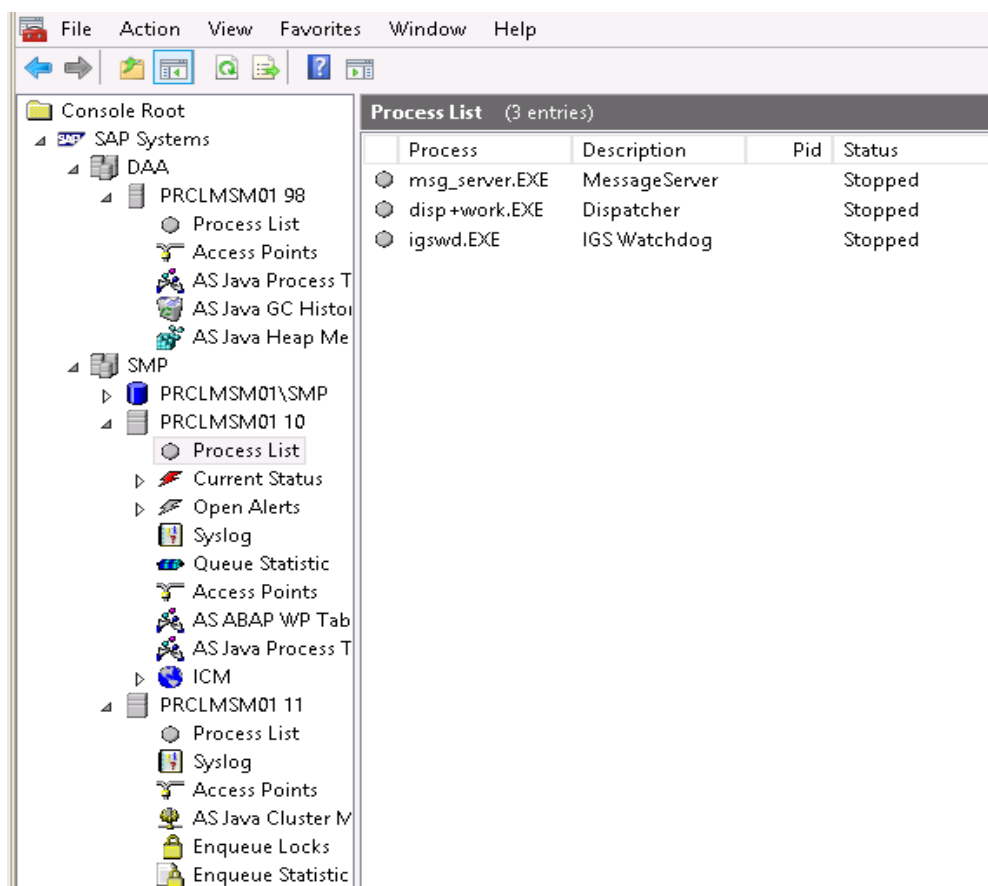 File Action View Favorites Window Help
Console Root
SAP Systems
DAA
PRCLMSM01 98
Process List
Access Points
AS Java Process T
AS Java GC Histor
AS Java Heap Me
SMP
PRCLMSM01\SMP
PRCLMSM01 10
Process List
Current Status
Open Alerts
Syslog
Queue Statistic
Access Points
AS ABAP WP Tab
AS Java Process T
ICM
PRCLMSM01 11
Process List
Syslog
Access Points
AS Java Cluster M
Enqueue Locks
Enqueue Statistic
Process List (3 entries)
Process Description Pid Status
msg_server.EXE MessageServer Stopped
disp+work.EXE Dispatcher Stopped
igswd.EXE IGS Watchdog Stopped